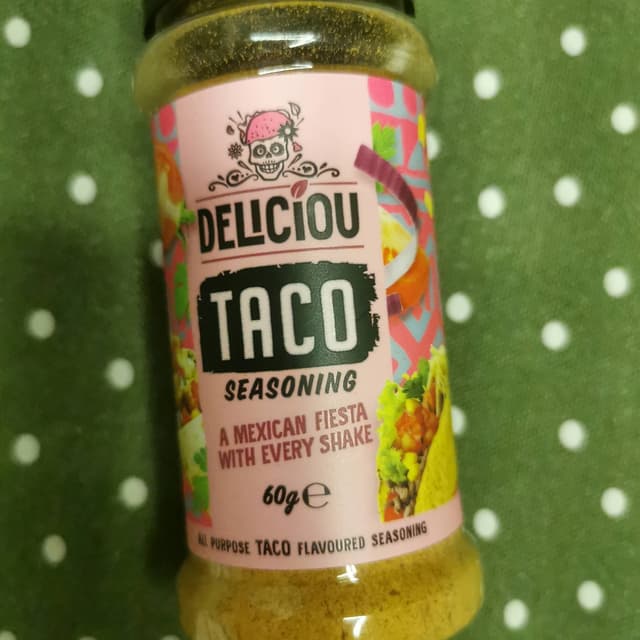 DELICIOU
TACO
SEASONING
A MEXICAN FIESTA
WITH EVERY SHAKE
60g℮
ALL PURPOSE TACO FLAVOURED SEASONING